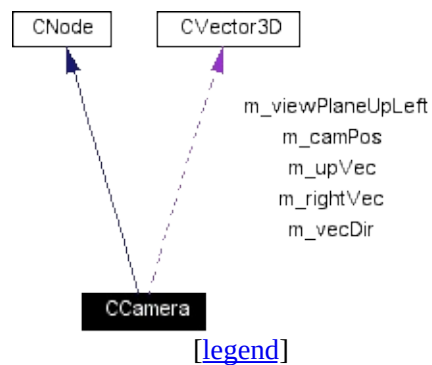 CNode
CVector3D
m_viewPlaneUpLeft
m_camPos
m_upVec
m_rightVec
m_vecDir
CCamera
[legend]